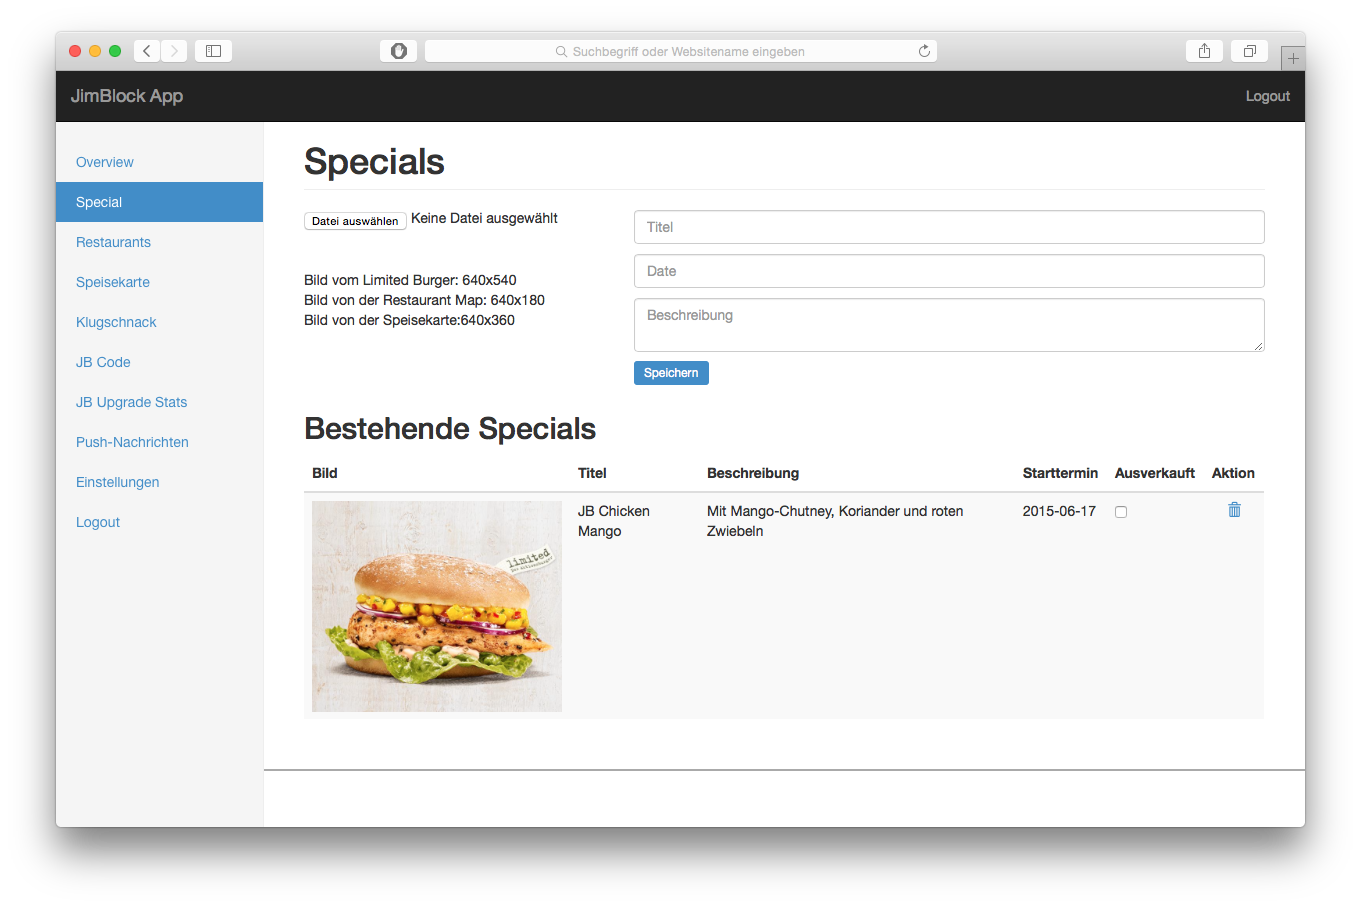 Suchbegriff oder Websitename eingeben
JimBlock App
Logout
Overview
Special
Restaurants
Speisekarte
Klugschnack
JB Code
JB Upgrade Stats
Push-Nachrichten
Einstellungen
Logout
Specials
Datei auswählen Keine Datei ausgewählt
Bild vom Limited Burger: 640x540
Bild von der Restaurant Map: 640x180
Bild von der Speisekarte:640x360
Titel
Date
Beschreibung
Speichern
Bestehende Specials
Bild Titel Beschreibung Starttermin Ausverkauft Aktion
limited
JB Chicken
Mango
Mit Mango-Chutney, Koriander und roten
Zwiebeln
2015-06-17